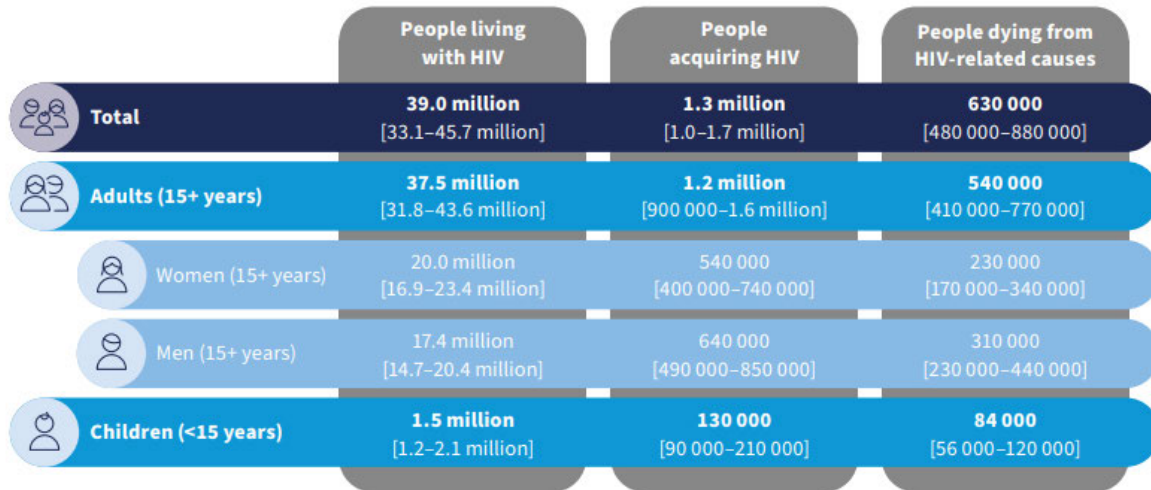 People living
with HIV
People
acquiring HIV
People dying from
HIV-related causes
Total
39.0 million
[33.1–45.7 million]
1.3 million
[1.0–1.7 million]
630 000
[480 000–880 000]
Adults (15+ years)
37.5 million
[31.8–43.6 million]
1.2 million
[900 000–1.6 million]
540 000
[410 000–770 000]
Women (15+ years)
20.0 million
[16.9–23.4 million]
540 000
[400 000–740 000]
230 000
[170 000–340 000]
Men (15+ years)
17.4 million
[14.7–20.4 million]
640 000
[490 000–850 000]
310 000
[230 000–440 000]
Children (<15 years)
1.5 million
[1.2–2.1 million]
130 000
[90 000–210 000]
84 000
[56 000–120 000]